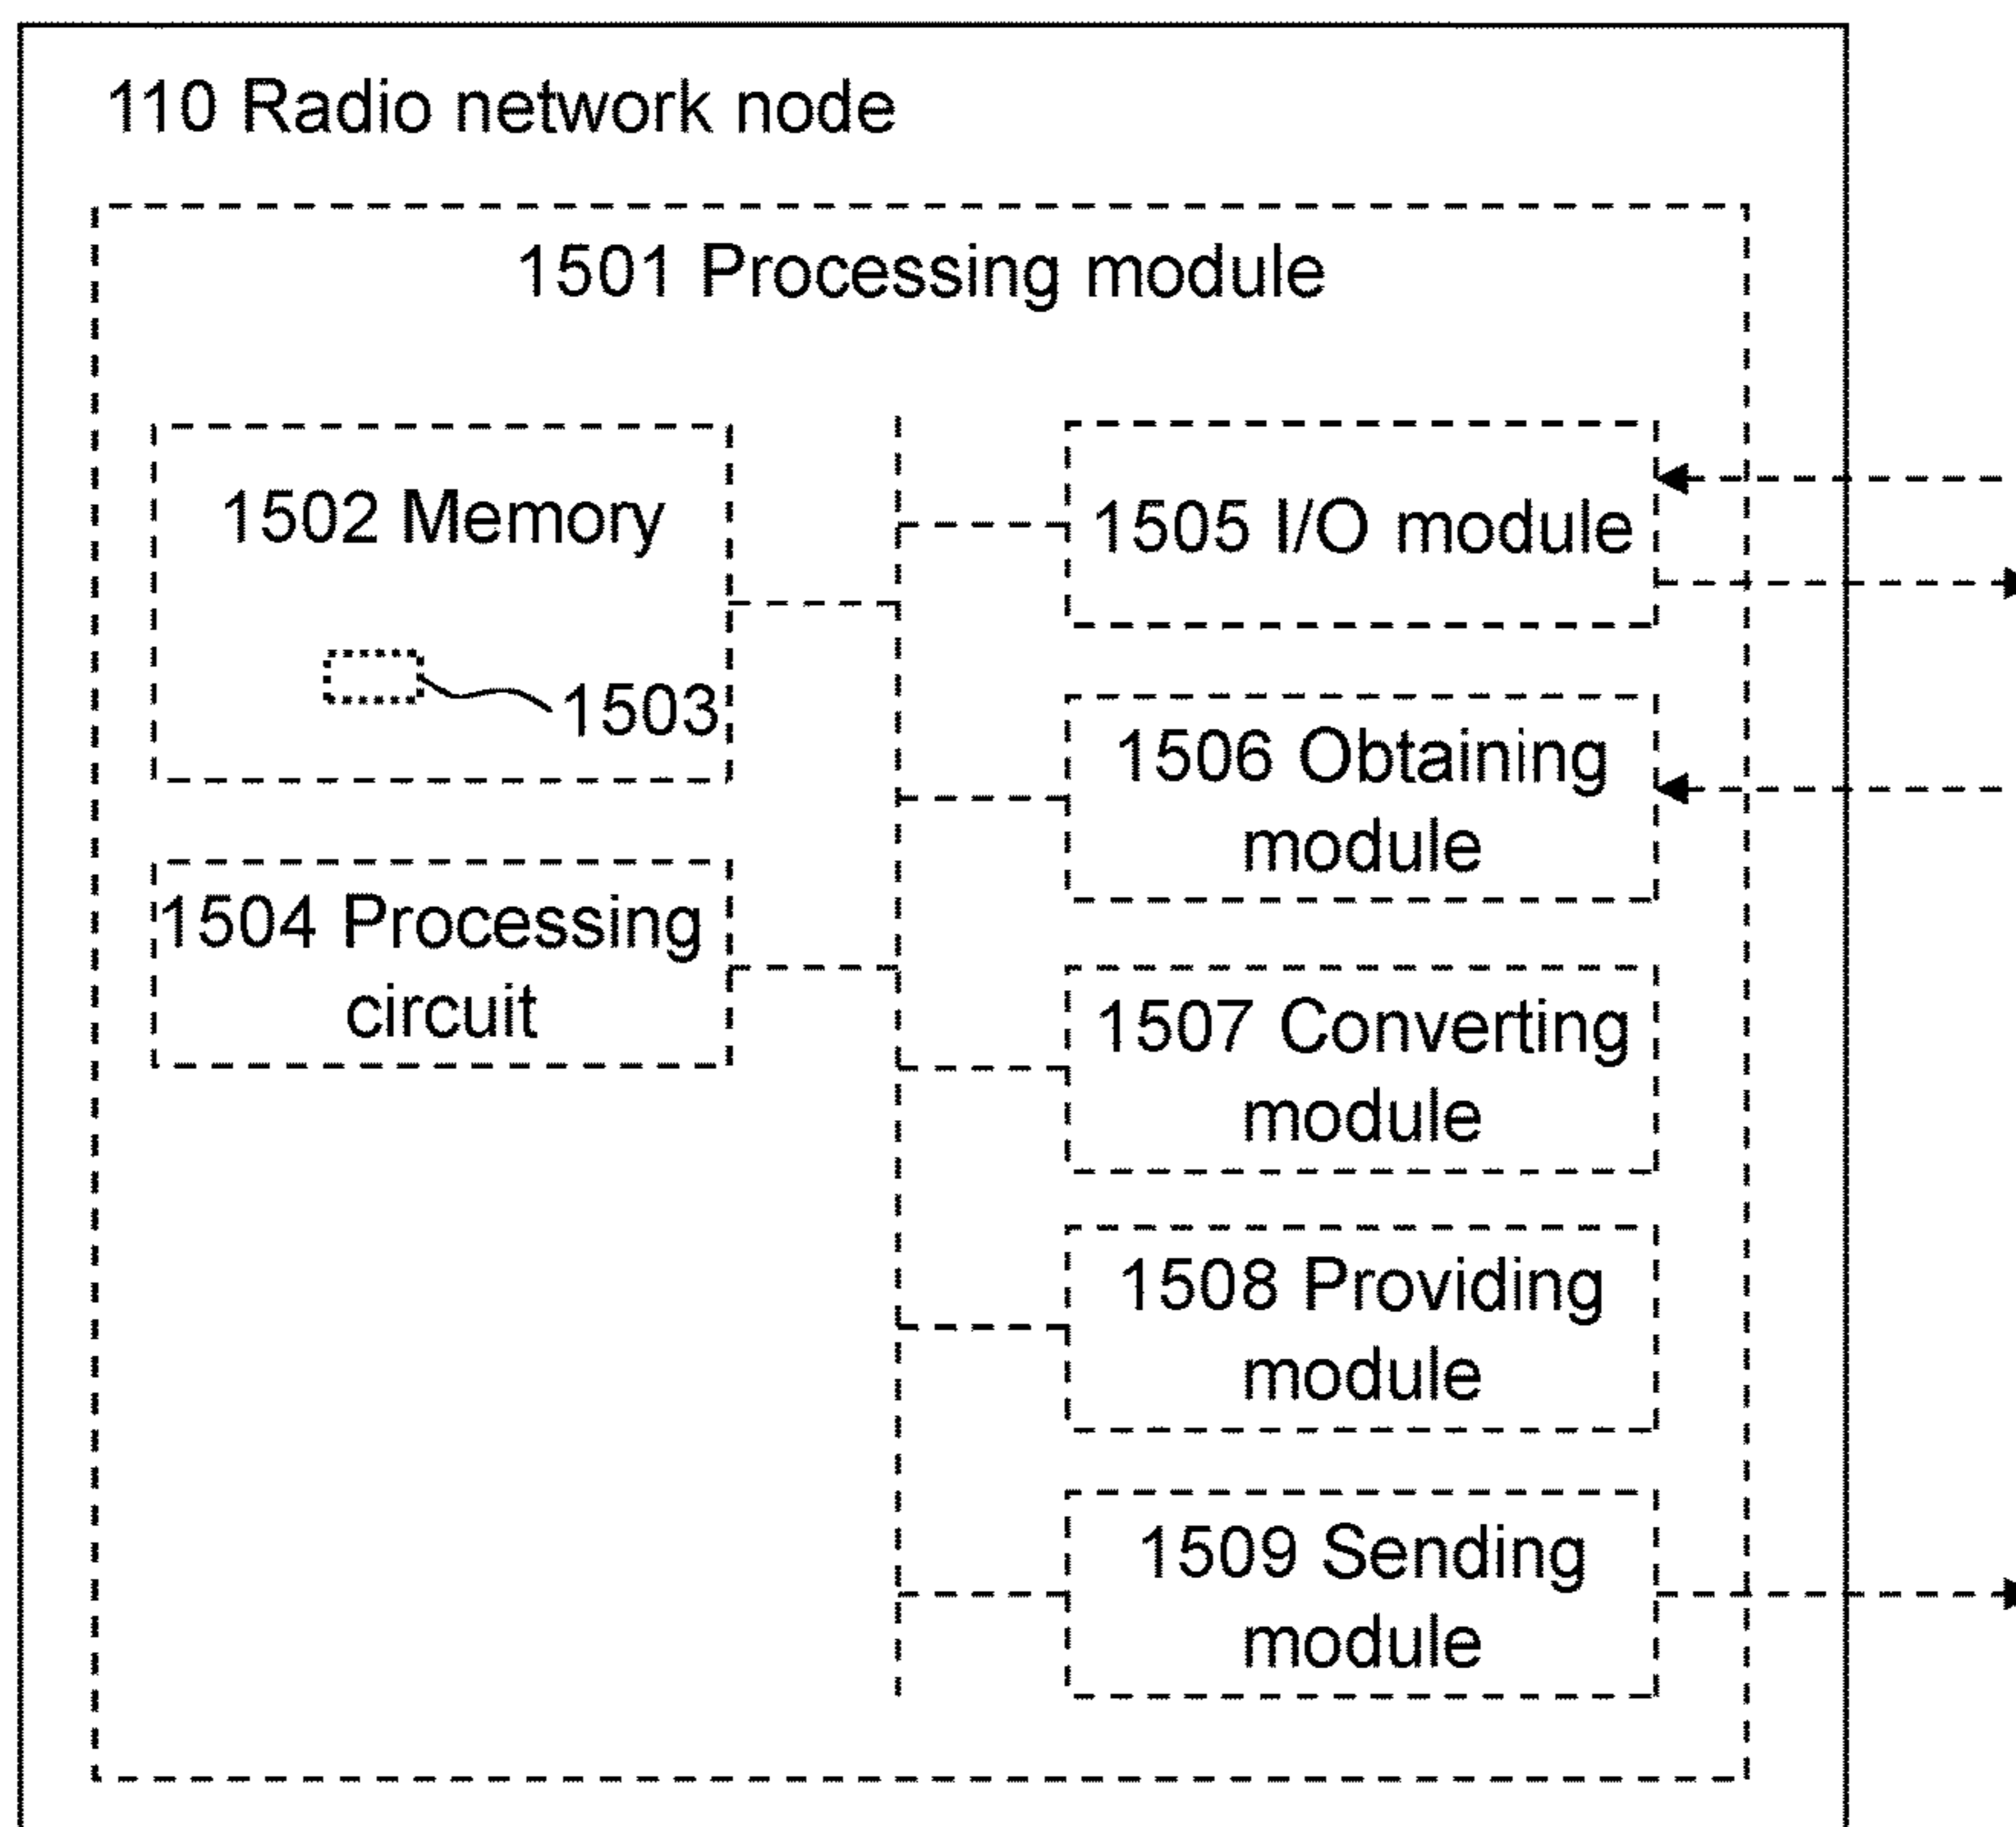 110 Radio network node
1501 Processing module
1502 Memory
1503
1504 Processing
circuit
1505 I/O module
1506 Obtaining
module
1507 Converting
module
1508 Providing
module
1509 Sending
module